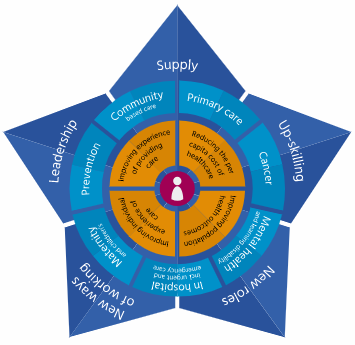 Supply
Leadership
Up-skilling
New ways
of working
New roles
Community
based care
Primary care
Prevention
Cancer
Maternity
and children
Mental health
and learning disability
In hospital
incl urgent and
emergency care
Improving experience
of providing
care
Reducing the per
capita cost of
healthcare
Improving individual
experience of
care
Improving population
health outcomes